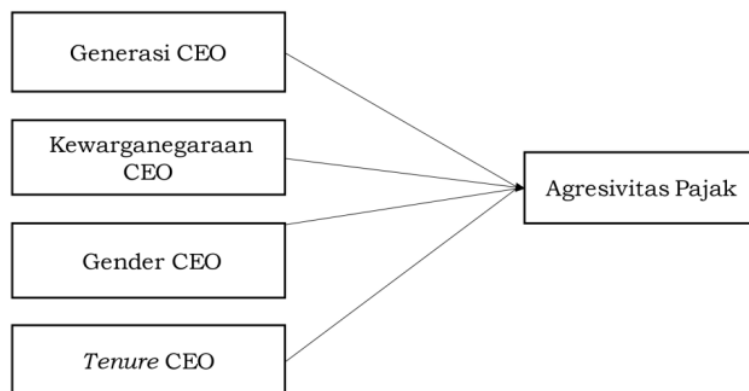 Generasi CEO
Kewarganegaraan
CEO
Gender CEO
Tenure CEO
Agresivitas Pajak